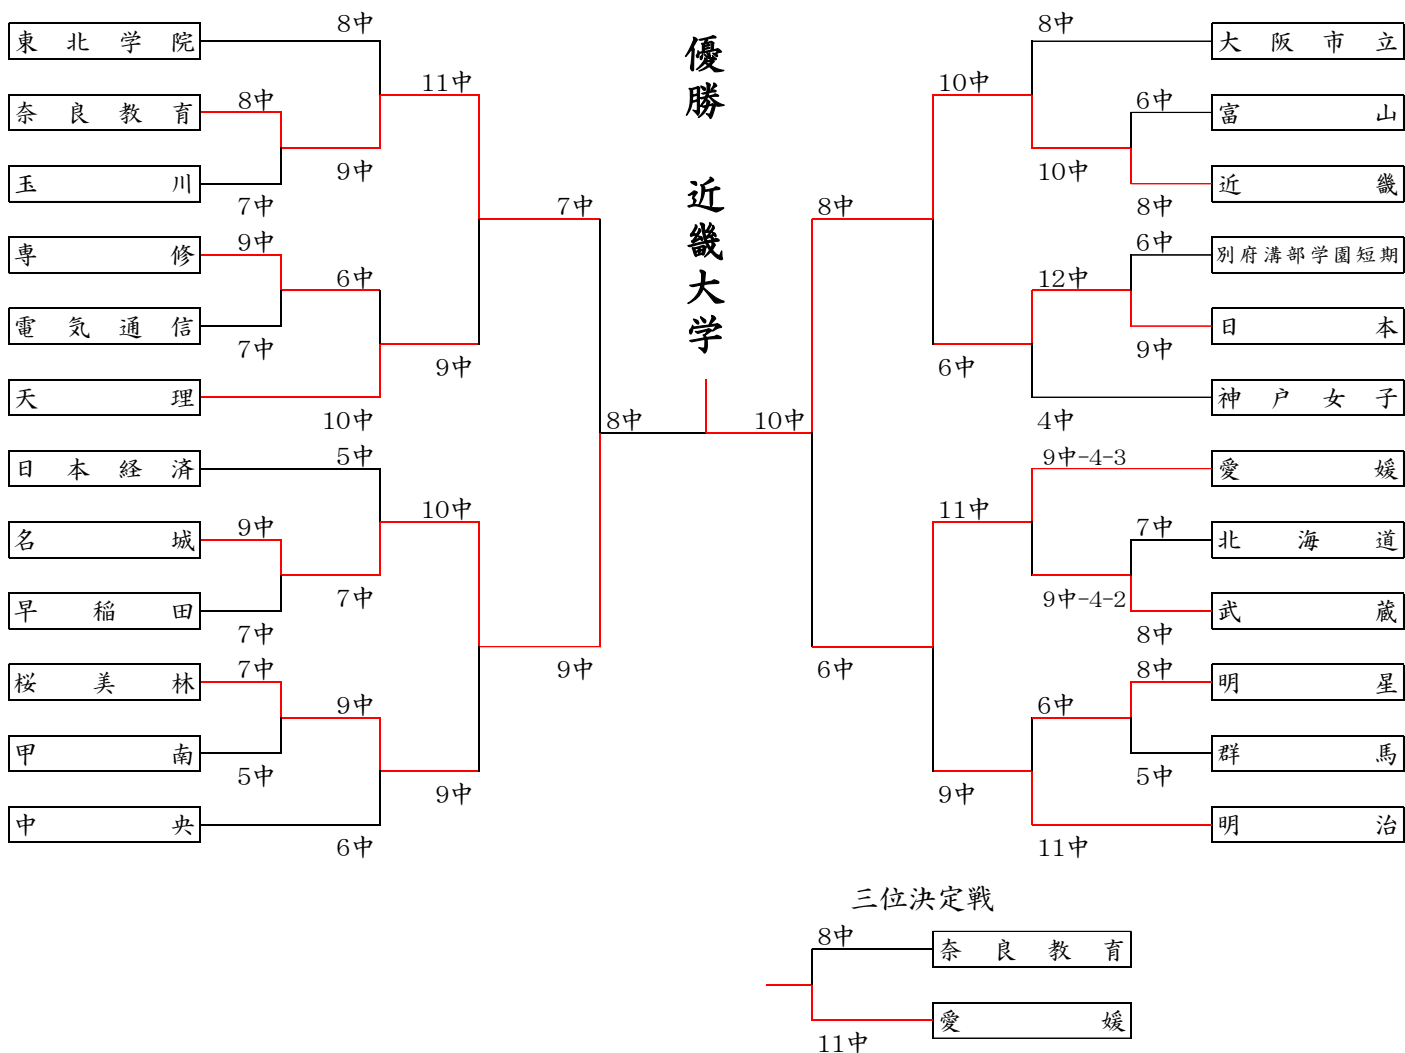 優勝 近畿大学
東北学院
8中
11中
奈良教育
8中
9中
玉川
7中
7中
専修
9中
6中
電気通信
7中
9中
天理
10中
8中
日本経済
5中
10中
名城
9中
7中
早稲田
7中
9中
桜美林
7中
9中
甲南
5中
9中
中央
6中
8中
大阪市立
10中
6中
富山
10中
8中
近畿
8中
6中
別府溝部学園短期
12中
9中
日本
6中
4中
神戸女子
10中
9中-4-3
愛媛
11中
7中
北海道
9中-4-2
8中
武蔵
6中
8中
明星
6中
5中
群馬
9中
11中
明治
三位決定戦
8中
奈良教育
11中
愛媛